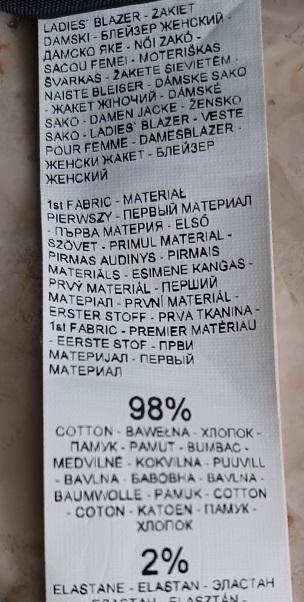 LADIES` BLAZER - ŻAKIET
DAMSKI - БЛЕЙЗЕР ЖЕНСКИЙ -
ДАМСКО ЯКЕ - NŐI ZAKÓ -
SACOU FEMEI - MOTERIŠKAS
ŠVARKAS - ŽAKETE SIEVIETĒM -
NAISTE BLEISER - DÁMSKE SAKO
- ЖАКЕТ ЖІНОЧИЙ - DÁMSKÉ
SAKO - DAMEN JACKE - ŽENSKO
SAKO - LADIES` BLAZER - VESTE
POUR FEMME - DAMESBLAZER -
ЖЕНСКИ ЖАКЕТ - БЛЕЙЗЕР
ЖЕНСКИЙ
1st FABRIC - MATERIAŁ
PIERWSZY - ПЕРВЫЙ МАТЕРИАЛ
- ПЪРВА МАТЕРИЯ - ELSŐ
SZÖVET - PRIMUL MATERIAL -
PIRMAS AUDINYS - PIRMAIS
MATERIĀLS - ESIMENE KANGAS -
PRVÝ MATERIÁL - ПЕРШИЙ
МАТЕРІАЛ - PRVNÍ MATERIÁL -
ERSTER STOFF - PRVA TKANINA -
1st FABRIC - PREMIER MATÉRIAU
- EERSTE STOF - ПРВИ
МАТЕРИЈАЛ - ПЕРВЫЙ
МАТЕРИАЛ
98%
COTTON - BAWEŁNA - ХЛОПОК -
ПАМУК - PAMUT - BUMBAC -
MEDVILNĖ - KOKVILNA - PUUVILL
- BAVLNA - БАВОВНА - BAVLNA -
BAUMWOLLE - PAMUK - COTTON
- COTON - KATOEN - ПАМУК -
ХЛОПОК
2%
ELASTANE - ELASTAN - ЭЛАСТАН